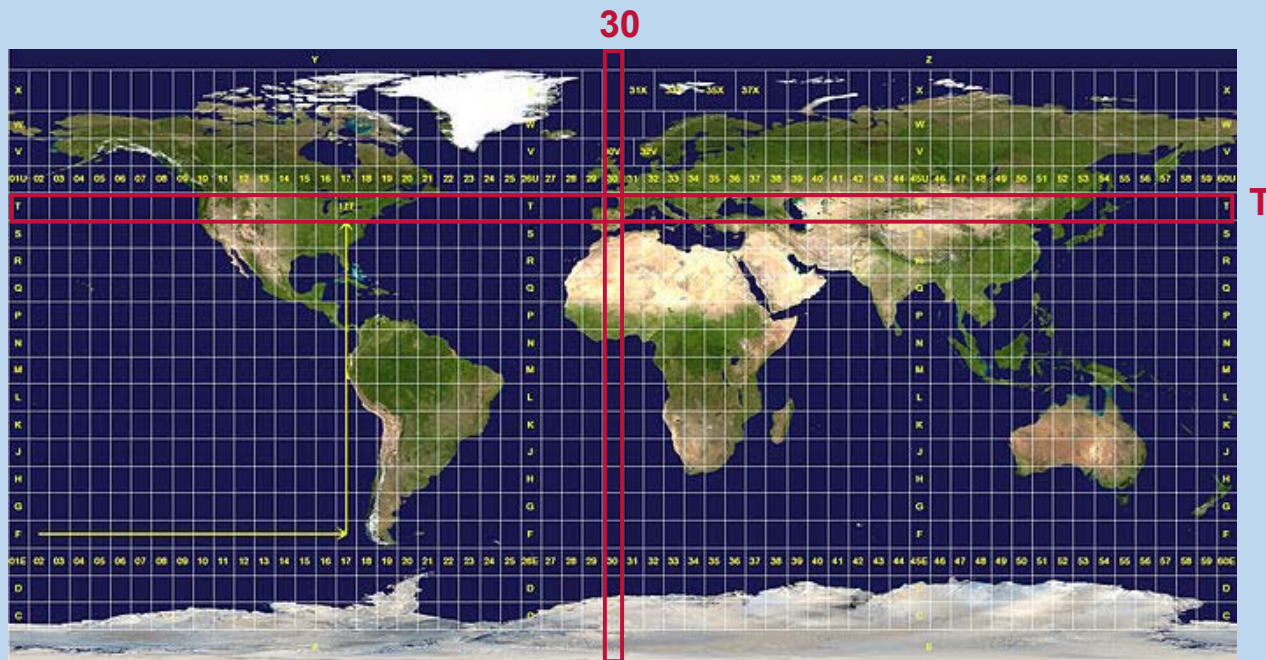 30
Y Z
X 31X 35X 37X X X
W W W W
V V 32V V V
01U 02 03 04 05 06 07 08 09 10 11 12 13 14 15 16 17 18 19 20 21 22 23 24 25 26U 27 28 29 30 31 32 33 34 35 36 37 38 39 40 41 42 43 44 45U 46 47 48 49 50 51 52 53 54 55 56 57 58 59 60U
T 17T T T T
S S S S
R R R R
Q Q Q Q
P P P P
N N N N
M M M M
L L L L
K K K K
J J J J
H H H H
G G G G
F F F F
01E 02 03 04 05 06 07 08 09 10 11 12 13 14 15 16 17 18 19 20 21 22 23 24 25 26E 27 28 29 30 31 32 33 34 35 36 37 38 39 40 41 42 43 44 45E 46 47 48 49 50 51 52 53 54 55 56 57 58 59 60E
D D D
C C
A B